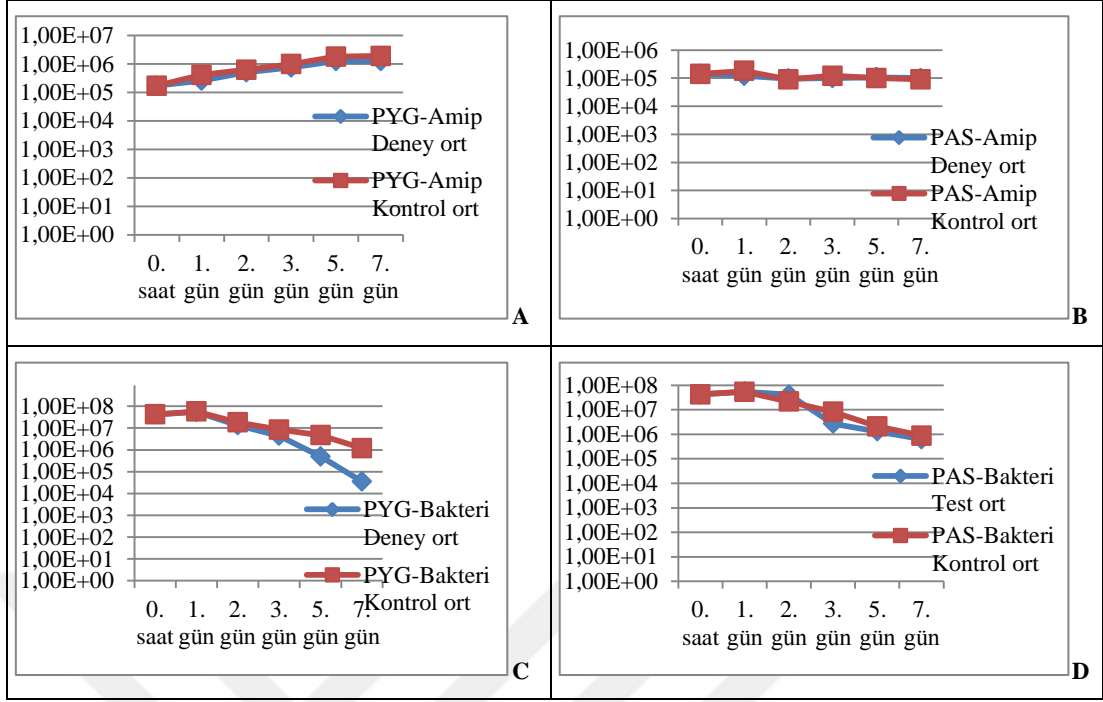 1,00E+07
1,00E+06
1,00E+05
1,00E+04
1,00E+03
1,00E+02
1,00E+01
1,00E+00
PYG-Amip
Deney ort
PYG-Amip
Kontrol ort
0. 1. 2. 3. 5. 7.
saat gün gün gün gün gün
A
1,00E+06
1,00E+05
1,00E+04
1,00E+03
1,00E+02
1,00E+01
1,00E+00
PAS-Amip
Deney ort
PAS-Amip
Kontrol ort
0. 1. 2. 3. 5. 7.
saat gün gün gün gün gün
B
1,00E+08
1,00E+07
1,00E+06
1,00E+05
1,00E+04
1,00E+03
1,00E+02
1,00E+01
1,00E+00
PYG-Bakteri
Deney ort
PYG-Bakteri
Kontrol ort
0. 1. 2. 3. 5. 7.
saat gün gün gün gün gün
C
1,00E+08
1,00E+07
1,00E+06
1,00E+05
1,00E+04
1,00E+03
1,00E+02
1,00E+01
1,00E+00
PAS-Bakteri
Test ort
PAS-Bakteri
Kontrol ort
0. 1. 2. 3. 5. 7.
saat gün gün gün gün gün
D